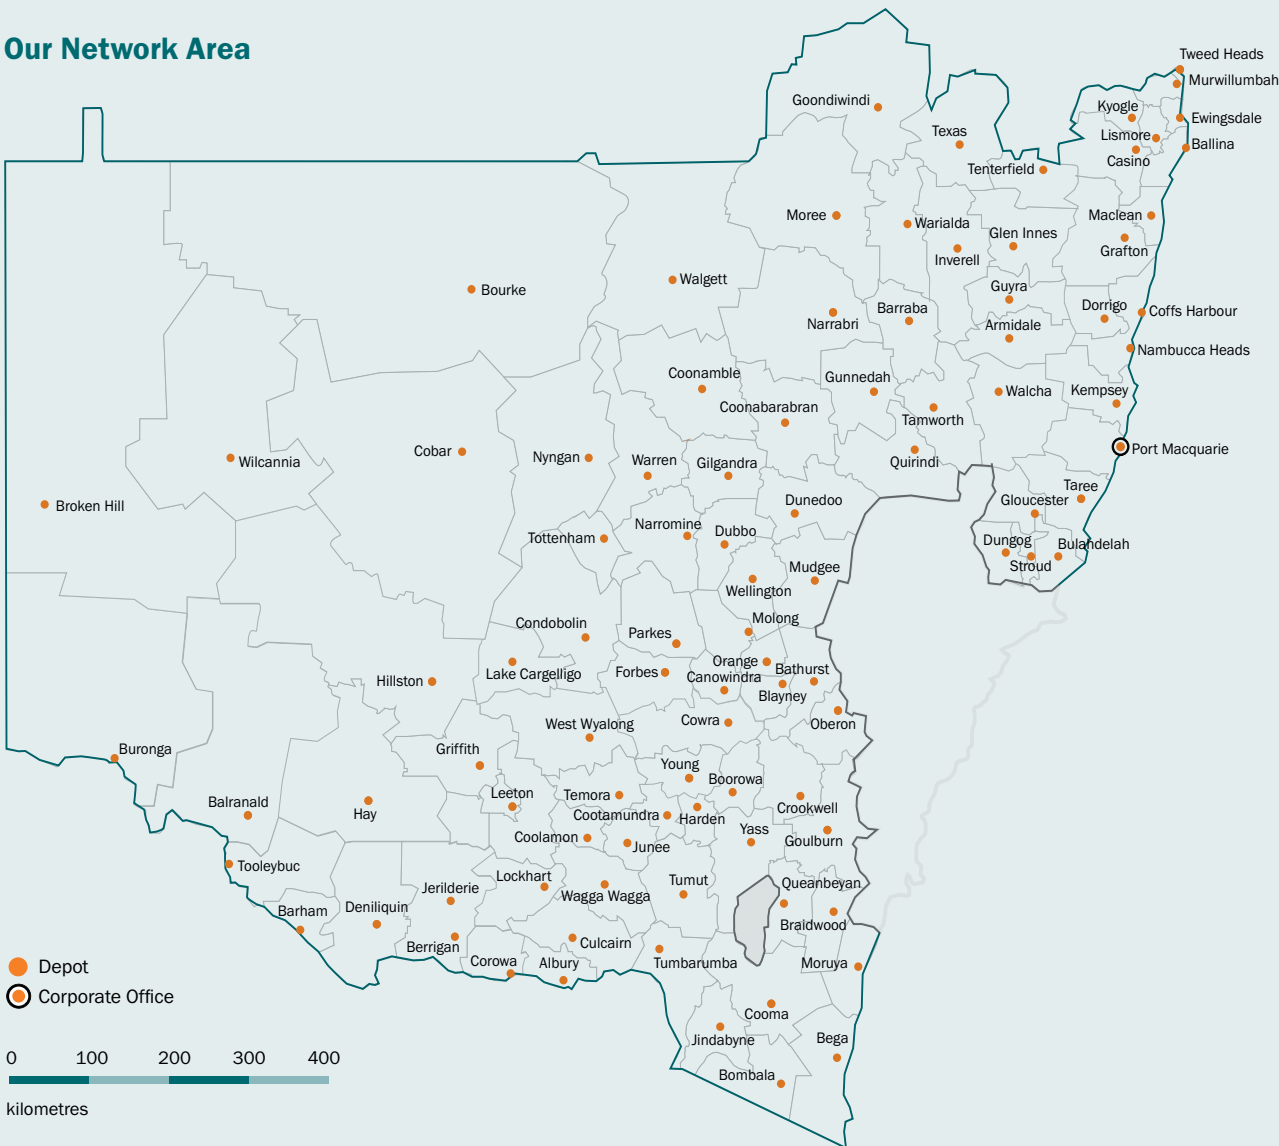 Our Network Area
Tweed Heads
Murwillumbah
Goondiwindi
Kyogle
Ewingsdale
Texas
Lismore
Ballina
Casino
Tenterfield
Moree
Maclean
Warialda
Glen Innes
Grafton
Inverell
Walgett
Bourke
Guyra
Barraba
Dorrigo
Coffs Harbour
Narrabri
Armidale
Nambucca Heads
Coonamble
Gunnedah
Walcha
Kempsey
Coonabarabran
Tamworth
Port Macquarie
Cobar
Nyngan
Warren
Gilgandra
Quirindi
Wilcannia
Taree
Broken Hill
Dunedoo
Gloucester
Narromine
Dubbo
Tottenham
Dungog
Bulahdelah
Stroud
Mudgee
Wellington
Molong
Condobolin
Parkes
Orange
Bathurst
Lake Cargelligo
Forbes
Canowindra
Hillston
Blayney
West Wyalong
Cowra
Oberon
Buronga
Griffith
Young
Boorowa
Leeton
Temora
Balranald
Hay
Cootamundra
Harden
Crookwell
Yass
Coolamon
Junee
Goulburn
Tooleybuc
Lockhart
Tumut
Queanbeyan
Jerilderie
Wagga Wagga
Barham
Deniliquin
Braidwood
Berrigan
Culcairn
Corowa
Albury
Tumbarumba
Moruya
Depot
Corporate Office
Cooma
Jindabyne
Bega
Bombala
0 100 200 300 400
kilometres